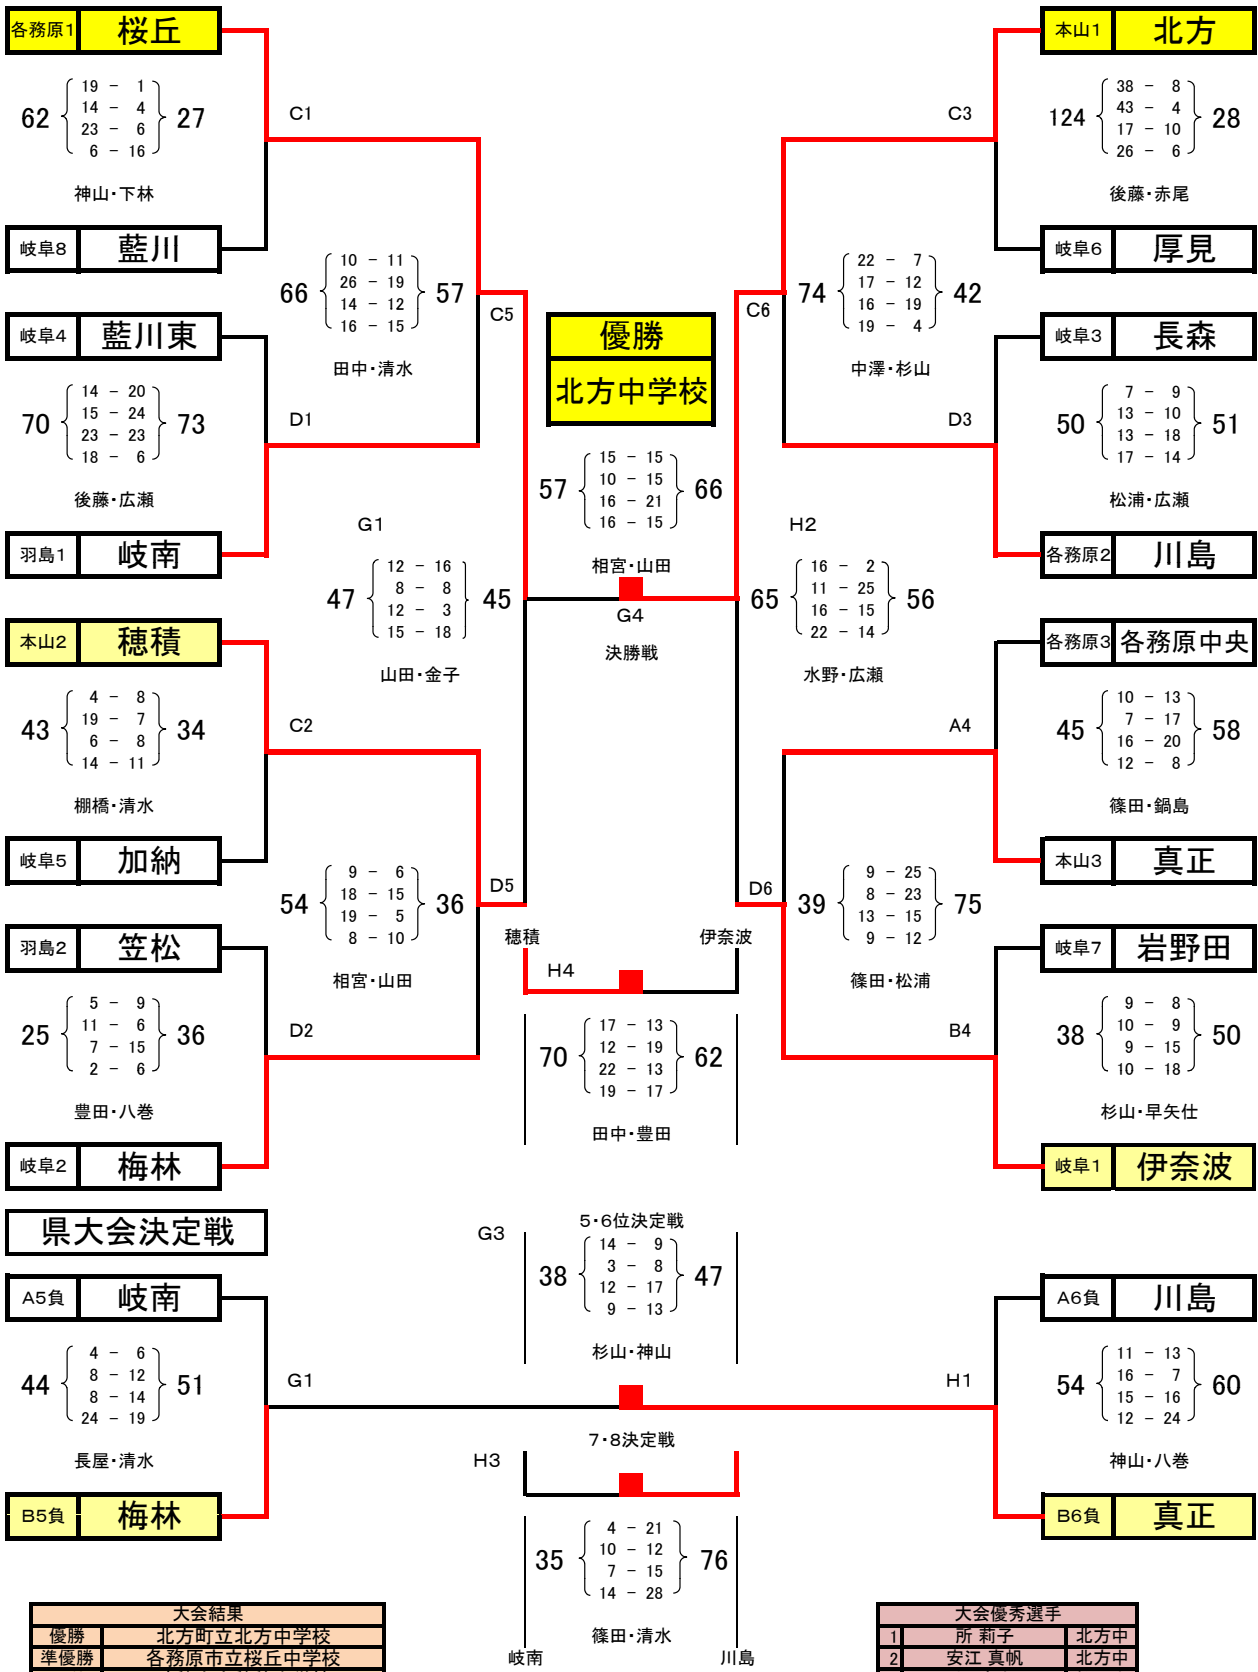 各務原1 桜丘
62 27
19 - 1
14 - 4
23 - 6
6 - 16
神山・下林
岐阜8 藍川
C1
岐阜4 藍川東
70 73
14 - 20
15 - 24
23 - 23
18 - 6
後藤・広瀬
羽島1 岐南
D1
66 57
10 - 11
26 - 19
14 - 12
16 - 15
田中・清水
C5
本山2 穂積
43 34
4 - 8
19 - 7
6 - 8
14 - 11
棚橋・清水
岐阜5 加納
C2
羽島2 笠松
25 36
5 - 9
11 - 6
7 - 15
2 - 6
豊田・八巻
岐阜2 梅林
D2
54 36
9 - 6
18 - 15
19 - 5
8 - 10
相宮・山田
D5
G1
47 45
12 - 16
8 - 8
12 - 3
15 - 18
山田・金子
優勝
北方中学校
57 66
15 - 15
10 - 15
16 - 21
16 - 15
相宮・山田
G4
決勝戦
本山1 北方
124 28
38 - 8
43 - 4
17 - 10
26 - 6
後藤・赤尾
岐阜6 厚見
C3
岐阜3 長森
50 51
7 - 9
13 - 10
13 - 18
17 - 14
松浦・広瀬
各務原2 川島
D3
74 42
22 - 7
17 - 12
16 - 19
19 - 4
中澤・杉山
C6
H2
65 56
16 - 2
11 - 25
16 - 15
22 - 14
水野・広瀬
各務原3 各務原中央
45 58
10 - 13
7 - 17
16 - 20
12 - 8
篠田・鍋島
本山3 真正
A4
岐阜7 岩野田
38 50
9 - 8
10 - 9
9 - 15
10 - 18
杉山・早矢仕
岐阜1 伊奈波
B4
39 75
9 - 25
8 - 23
13 - 15
9 - 12
篠田・松浦
D6
穂積 伊奈波
H4
70 62
17 - 13
12 - 19
22 - 13
19 - 17
田中・豊田
県大会決定戦
A5負 岐南
44 51
4 - 6
8 - 12
8 - 14
24 - 19
長屋・清水
B5負 梅林
G1
G3
5・6位決定戦
38 47
14 - 9
3 - 8
12 - 17
9 - 13
杉山・神山
A6負 川島
54 60
11 - 13
16 - 7
15 - 16
12 - 24
神山・八巻
B6負 真正
H1
7・8決定戦
H3
35 76
4 - 21
10 - 12
7 - 15
14 - 28
篠田・清水
岐南 川島
大会結果
優勝 北方町立北方中学校
準優勝 各務原市立桜丘中学校
大会優秀選手
1 所 莉子 北方中
2 安江 真帆 北方中